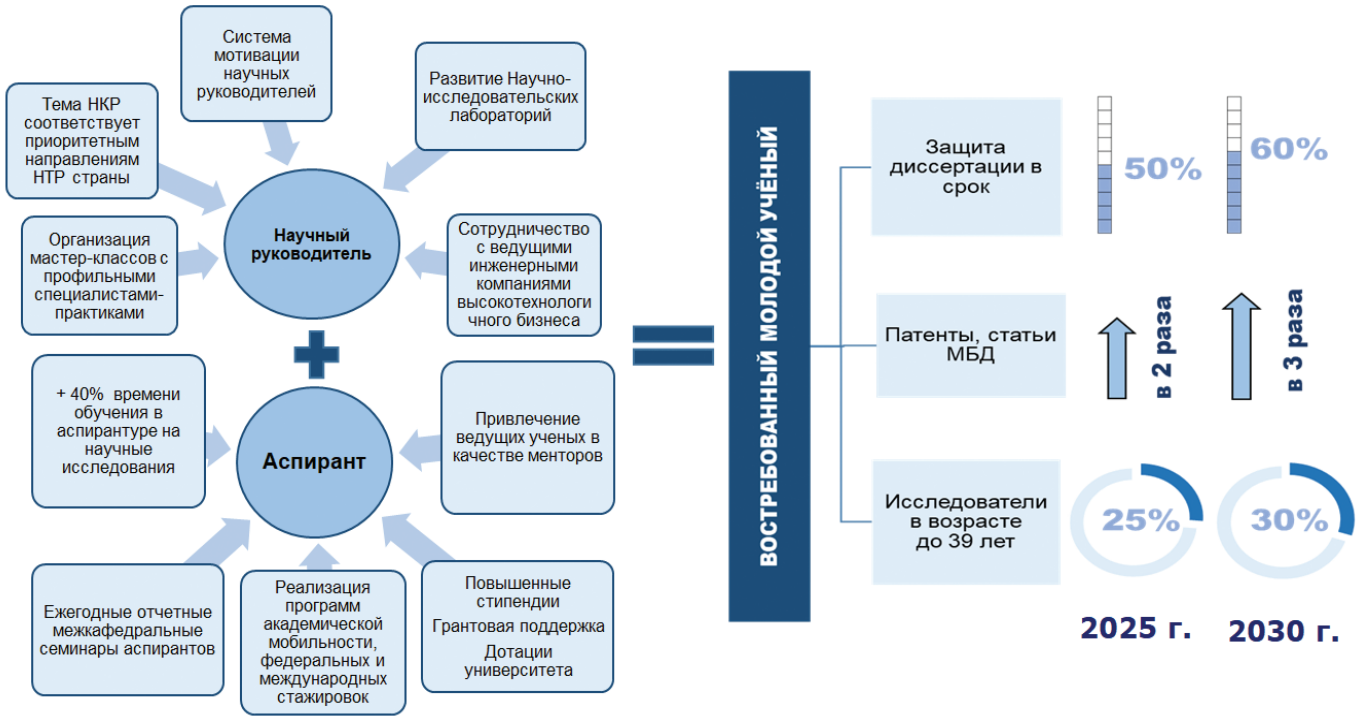 Система
мотивации
научных
руководителей
Развитие Научно-
исследовательских
лабораторий
Тема НКР
соответствует
приоритетным
направлениям
НТР страны
Научный
руководитель
Организация
мастер-классов с
профильными
специалистами-
практиками
Сотрудничество
с ведущими
инженерными
компаниями
высокотехнологи
чного бизнеса
+ 40% времени
обучения в
аспирантуре на
научные
исследования
Аспирант
Привлечение
ведущих ученых в
качестве менторов
Ежегодные отчетные
межкафедральные
семинары аспирантов
Реализация
программ
академической
мобильности,
федеральных и
международных
стажировок
Повышенные
стипендии
Грантовая поддержка
Дотации
университета
ВОСТРЕБОВАННЫЙ МОЛОДОЙ УЧЁНЫЙ
Защита
диссертации в
срок
50%
60%
Патенты, статьи
МБД
в 2 раза
в 3 раза
Исследователи
в возрасте
до 39 лет
25%
30%
2025 г.
2030 г.